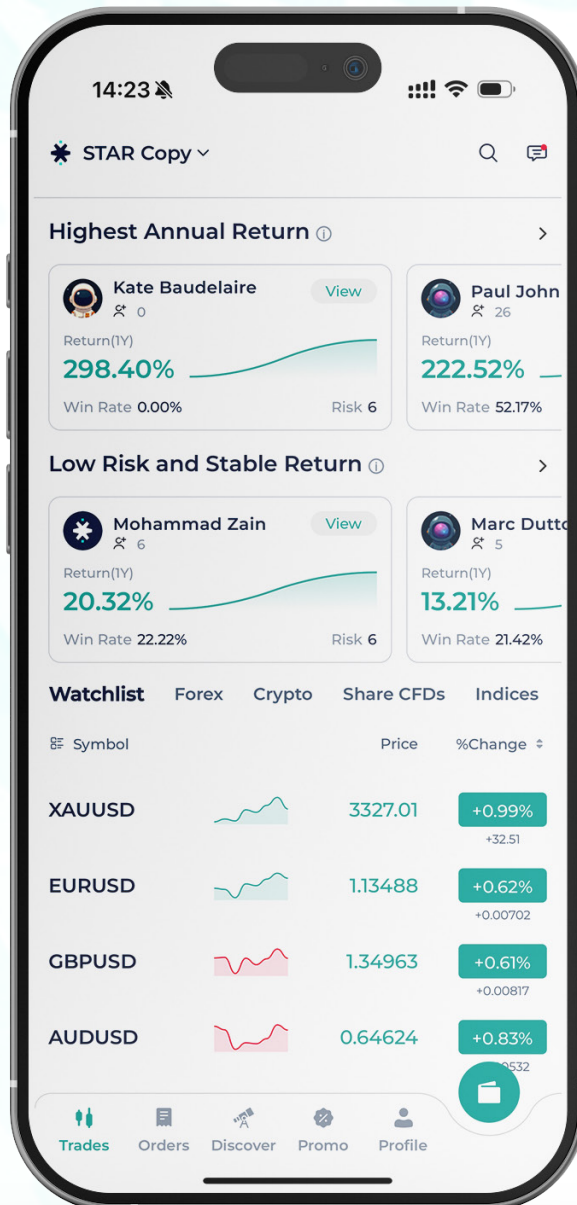 14:23
STAR Copy
Highest Annual Return
Kate Baudelaire
View
0
Return(1Y)
298.40%
Win Rate 0.00%
Risk 6
Paul John
26
Return(1Y)
222.52%
Win Rate 52.17%
Low Risk and Stable Return
Mohammad Zain
View
6
Return(1Y)
20.32%
Win Rate 22.22%
Risk 6
Marc Dutto
5
Return(1Y)
13.21%
Win Rate 21.42%
Watchlist Forex Crypto Share CFDs Indices
Symbol Price %Change
XAUUSD 3327.01 +0.99%
+32.51
EURUSD 1.13488 +0.62%
+0.00702
GBPUSD 1.34963 +0.61%
+0.00817
AUDUSD 0.64624 +0.83%
Trades Orders Discover Promo Profile